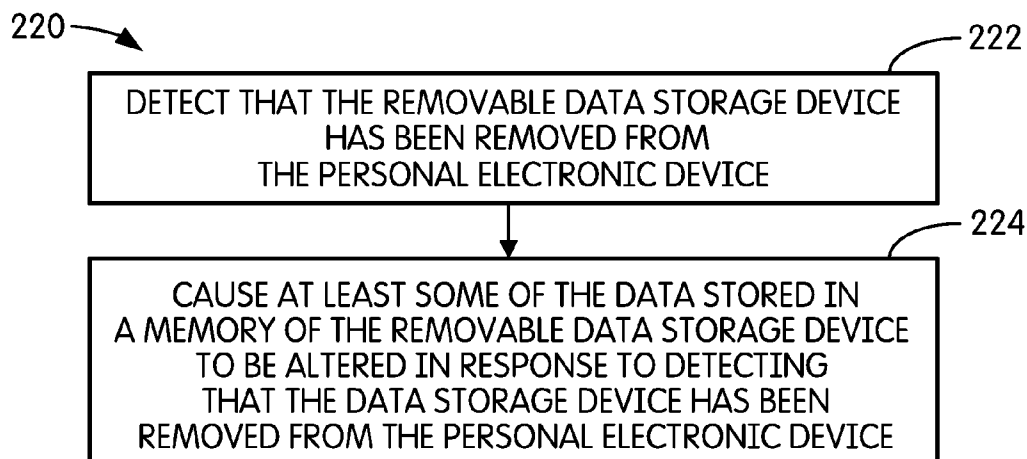 220
222
DETECT THAT THE REMOVABLE DATA STORAGE DEVICE
HAS BEEN REMOVED FROM
THE PERSONAL ELECTRONIC DEVICE
224
CAUSE AT LEAST SOME OF THE DATA STORED IN
A MEMORY OF THE REMOVABLE DATA STORAGE DEVICE
TO BE ALTERED IN RESPONSE TO DETECTING
THAT THE DATA STORAGE DEVICE HAS BEEN
REMOVED FROM THE PERSONAL ELECTRONIC DEVICE